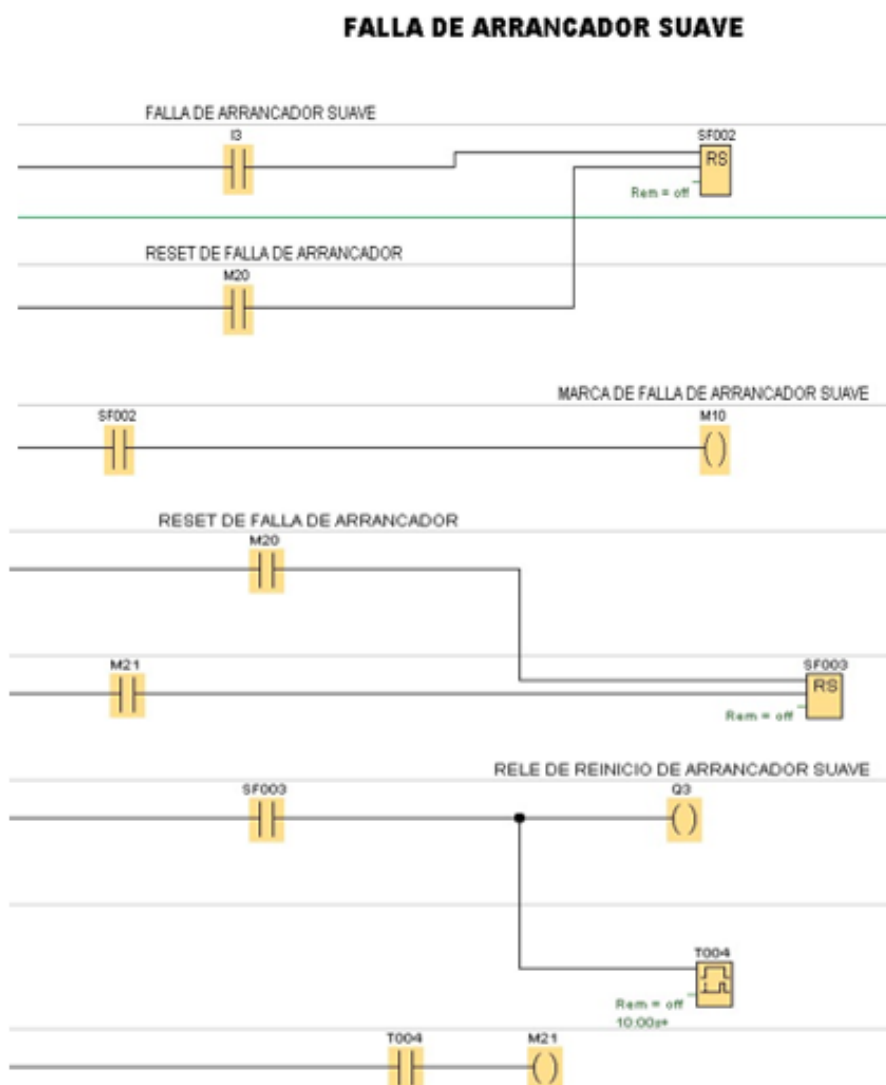 FALLA DE ARRANCADOR SUAVE
FALLA DE ARRANCADOR SUAVE
I3
SF002
RS
Rem = off
RESET DE FALLA DE ARRANCADOR
M20
MARCA DE FALLA DE ARRANCADOR SUAVE
SF002
M10
RESET DE FALLA DE ARRANCADOR
M20
M21
SF003
RS
Rem = off
RELE DE REINICIO DE ARRANCADOR SUAVE
SF003
Q3
T004
Rem = off
10:00s+
T004
M21